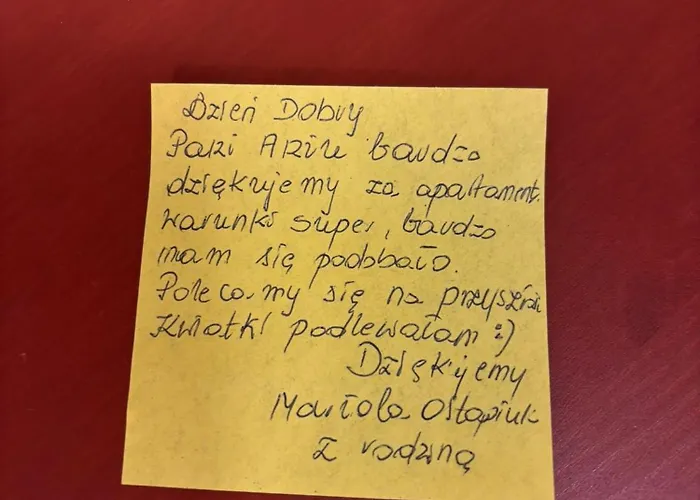 Dzień Dobry
Pani Aniu bardzo
dziękujemy za apartament.
warunki super, bardzo
nam się podobało.
Polecamy się na przyszłość
Kwiatki podlewałam :)
Dziękujemy
Mariola Ostapiuk
z rodziną